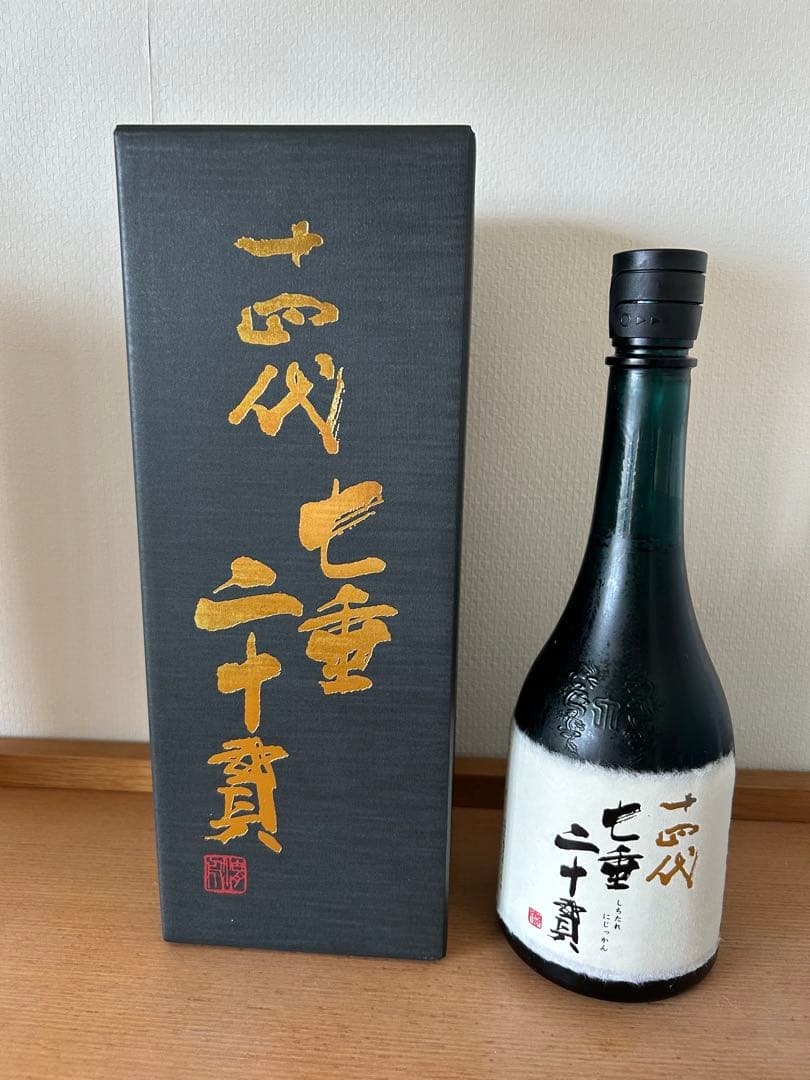 十四代
七垂
二十貫
十四代
七垂
二十貫
しちたれ
にじっかん